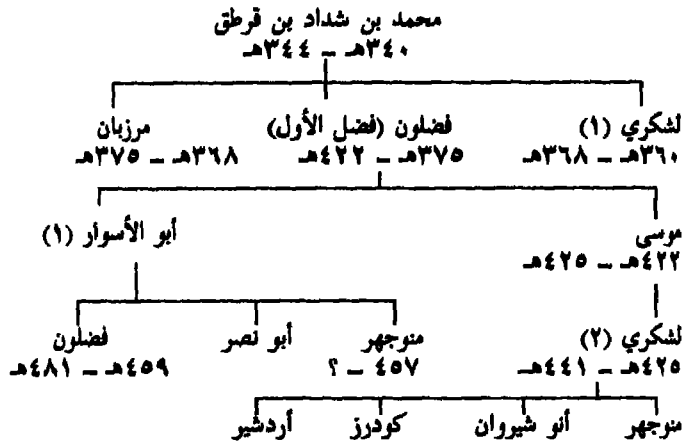 محمد بن شداد بن قرطق
٣٤٠هـ – ٣٤٤هـ
لشكري (١) فضلون (فضل الأول) مرزبان
٣٦٠هـ – ٣٦٨هـ ٣٧٥هـ – ٤٢٢هـ ٣٦٨هـ – ٣٧٥هـ
موسى أبو الأسوار (١)
٤٢٢هـ – ٤٢٥هـ
لشكري (٢) منوجهر أبو نصر فضلون
٤٢٥هـ – ٤٤١هـ ٤٥٧ – ؟ ٤٥٩هـ – ٤٨١هـ
منوجهر أنو شيروان كودرز أردشير